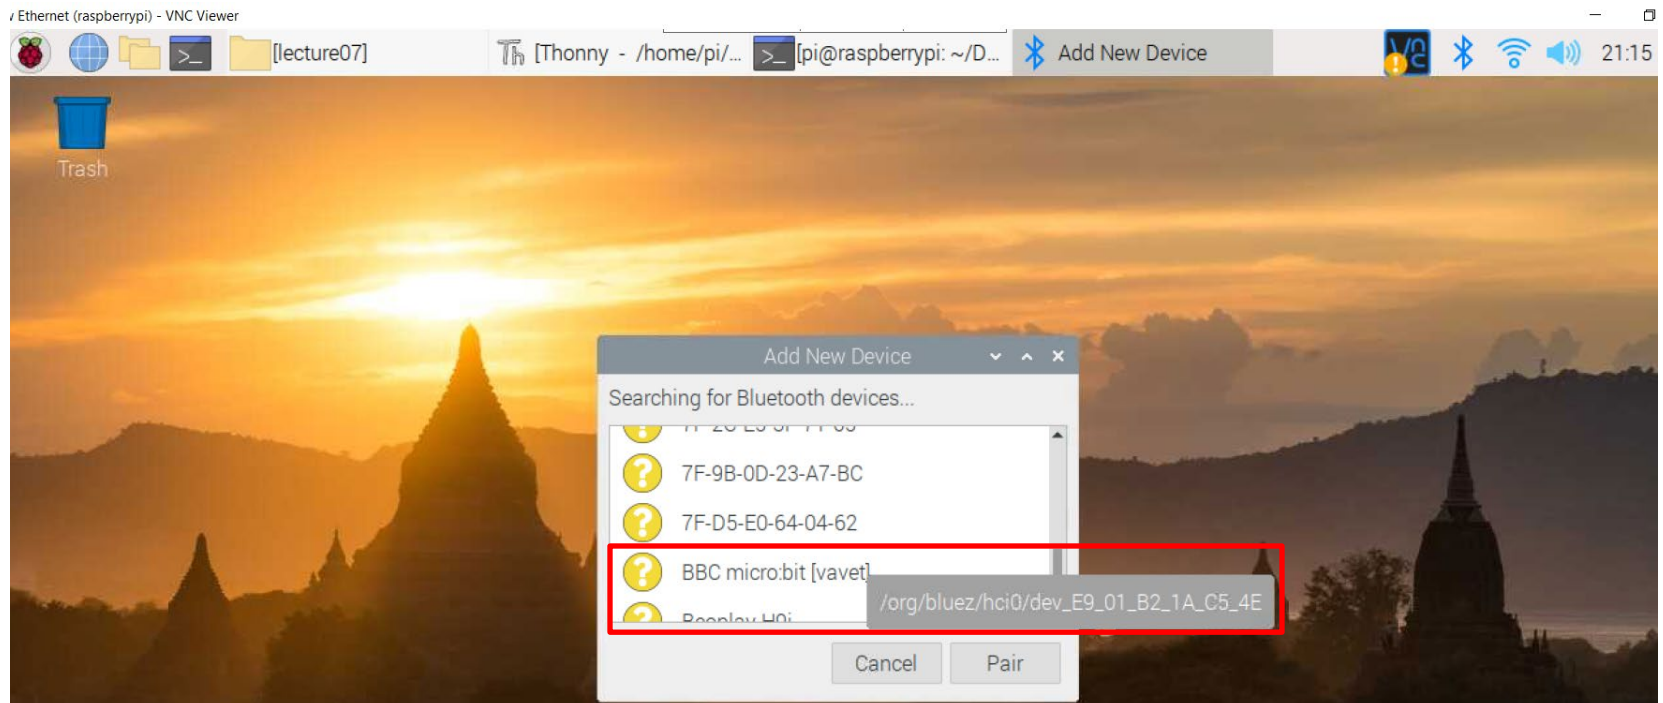 Ethernet (raspberrypi) - VNC Viewer
[lecture07]
[Thonny - /home/pi/...
[pi@raspberrypi: ~/D...
Add New Device
21:15
Trash
Add New Device
Searching for Bluetooth devices...
7F-9B-0D-23-A7-BC
7F-D5-E0-64-04-62
BBC micro:bit [vavet]
/org/bluez/hci0/dev_E9_01_B2_1A_C5_4E
Beoplay H9i
Cancel
Pair